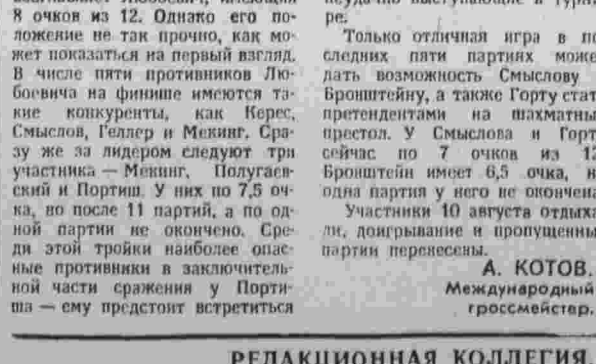 8 очков из 12. Однако его по-
ложение не так прочно, как мо-
жет показаться на первый взгляд.
В числе пяти противников Лю-
боевича на финише имеются та-
кие конкуренты, как Керес,
Смыслов, Геллер и Мекинг. Сра-
зу же за лидером следуют три
участника — Мекинг, Полугаев-
ский и Портиш. У них по 7,5 оч-
ка, но после 11 партий, а по од-
ной партии не окончено. Сре-
ди этой тройки наиболее опас-
ные противники в заключитель-
ной части сражения у Порти-
ша — ему предстоит встретиться
ре.
Только отличная игра в по
следних пяти партиях може
дать возможность Смыслову
Бронштейну, а также Горту стат
претендентами на шахматны
престол. У Смыслова и Горт
сейчас по 7 очков из 12
Бронштейн имеет 6,5 очка, н
одна партия у него не окончена
Участники 10 августа отдыха
ли, доигрывание и пропущенны
партии перенесены.
А. КОТОВ.
Международный
гроссмейстер.
РЕДАКЦИОННАЯ КОЛЛЕГИЯ.